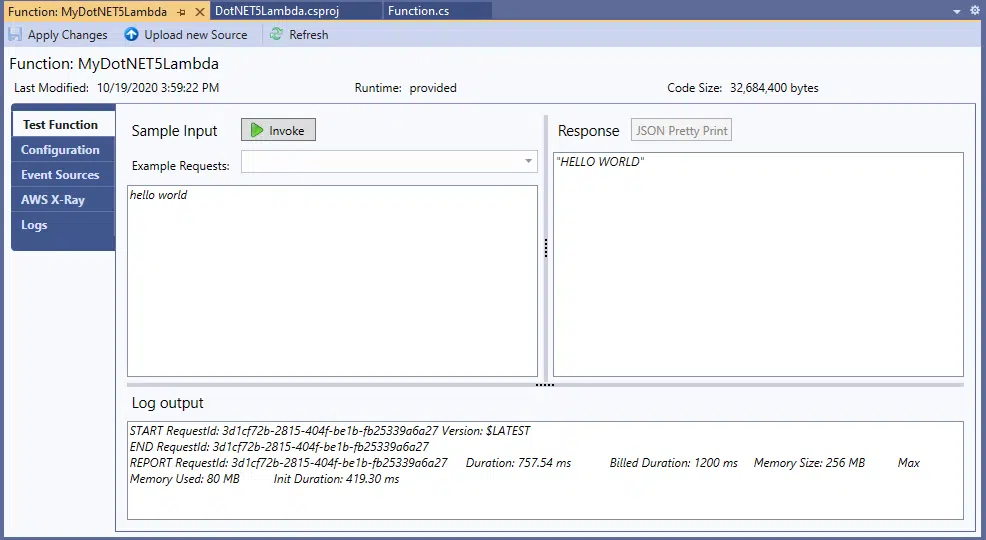 Function: MyDotNET5Lambda DotNET5Lambda.csproj Function.cs
Apply Changes Upload new Source Refresh
Function: MyDotNET5Lambda
Last Modified: 10/19/2020 3:59:22 PM Runtime: provided Code Size: 32,684,400 bytes
Test Function
Configuration
Event Sources
AWS X-Ray
Logs
Sample Input Invoke
Example Requests:
hello world
Response JSON Pretty Print
"HELLO WORLD"
Log output
START RequestId: 3d1cf72b-2815-404f-be1b-fb25339a6a27 Version: $LATEST
END RequestId: 3d1cf72b-2815-404f-be1b-fb25339a6a27
REPORT RequestId: 3d1cf72b-2815-404f-be1b-fb25339a6a27 Duration: 757.54 ms Billed Duration: 1200 ms Memory Size: 256 MB Max
Memory Used: 80 MB Init Duration: 419.30 ms